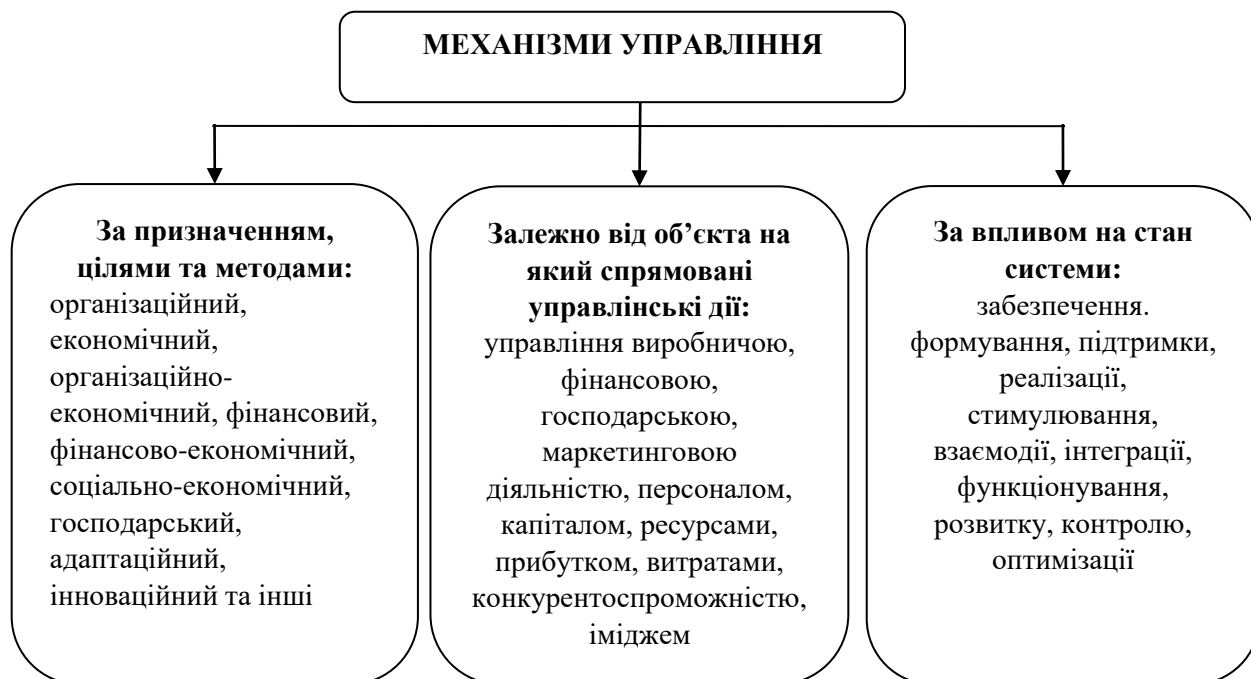 МЕХАНІЗМИ УПРАВЛІННЯ
За призначенням,
цілями та методами:
організаційний,
економічний,
організаційно-
економічний, фінансовий,
фінансово-економічний,
соціально-економічний,
господарський,
адаптаційний,
інноваційний та інші
Залежно від об’єкта на
який спрямовані
управлінські дії:
управління виробничою,
фінансовою,
господарською,
маркетинговою
діяльністю, персоналом,
капіталом, ресурсами,
прибутком, витратами,
конкурентоспроможністю,
іміджем
За впливом на стан
системи:
забезпечення.
формування, підтримки,
реалізації,
стимулювання,
взаємодії, інтеграції,
функціонування,
розвитку, контролю,
оптимізації